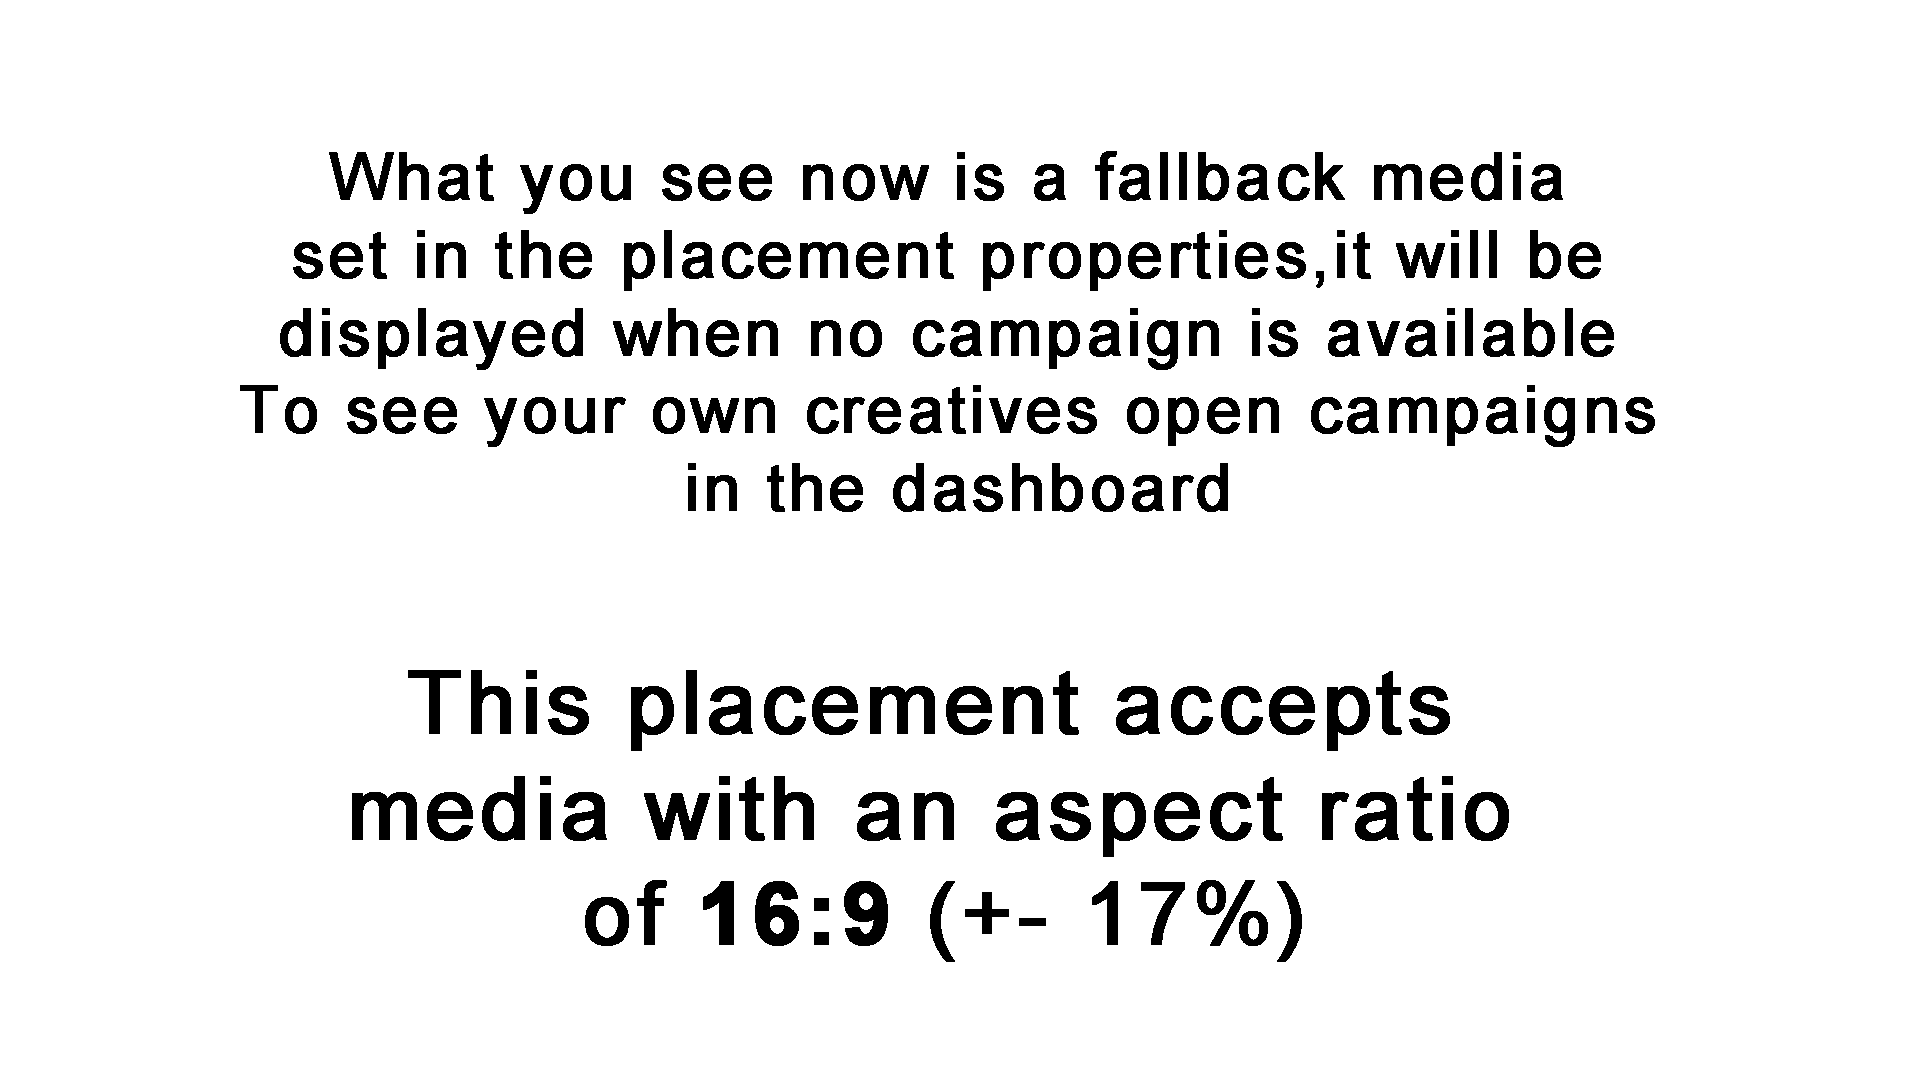 What you see now is a fallback media
set in the placement properties,it will be
displayed when no campaign is available
To see your own creatives open campaigns
in the dashboard
This placement accepts
media with an aspect ratio
of 16:9 (+- 17%)